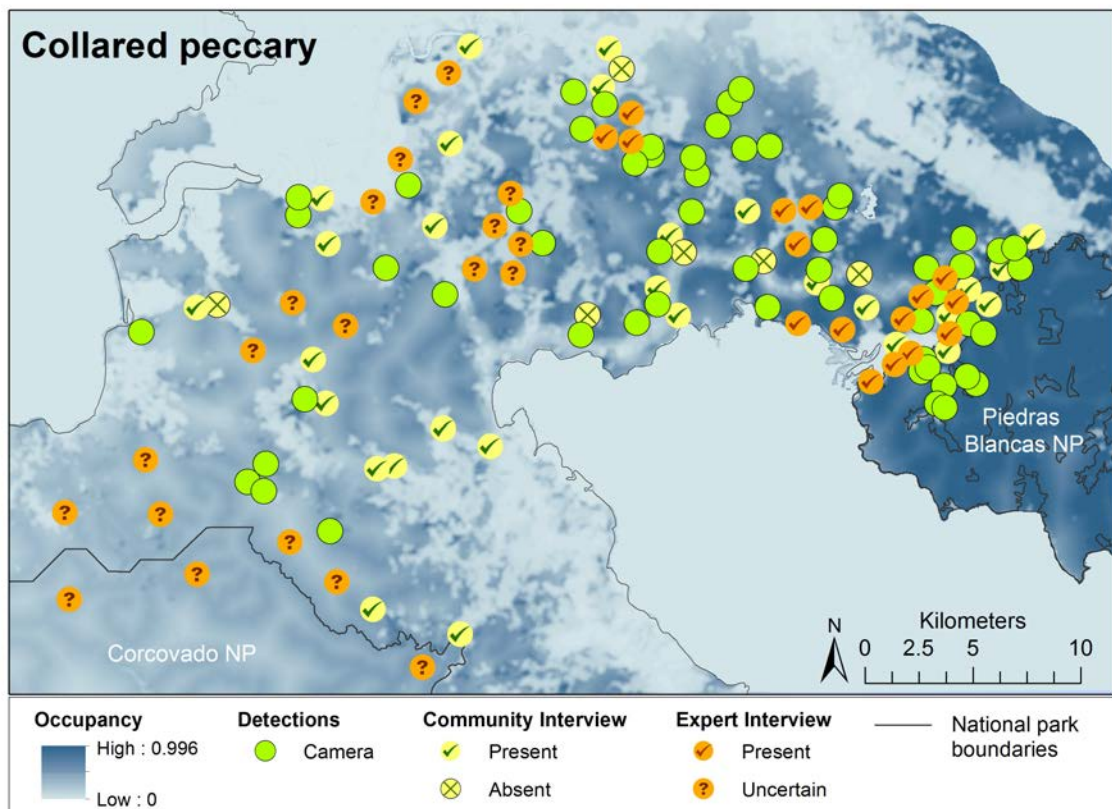 Collared peccary
Piedras
Blancas NP
Corcovado NP
N
Kilometers
0 2.5 5 10
Occupancy
High : 0.996
Low : 0
Detections
Camera
Community Interview
Present
Absent
Expert Interview
Present
Uncertain
National park
boundaries